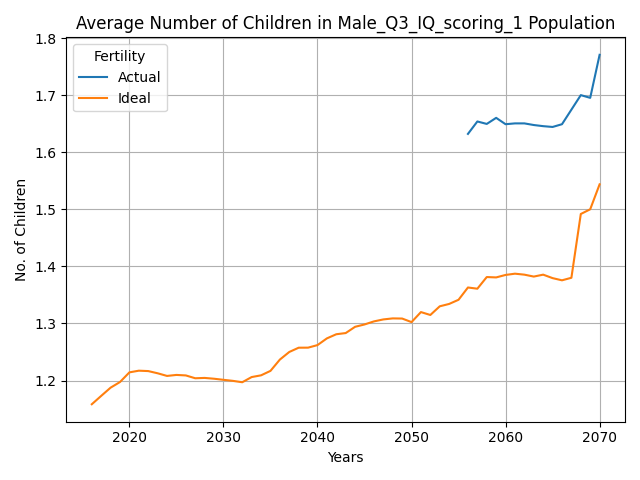 Average Number of Children in Male_Q3_IQ_scoring_1 Population
Fertility
Actual
Ideal
No. of Children
1.8
1.7
1.6
1.5
1.4
1.3
1.2
2020 2030 2040 2050 2060 2070
Years